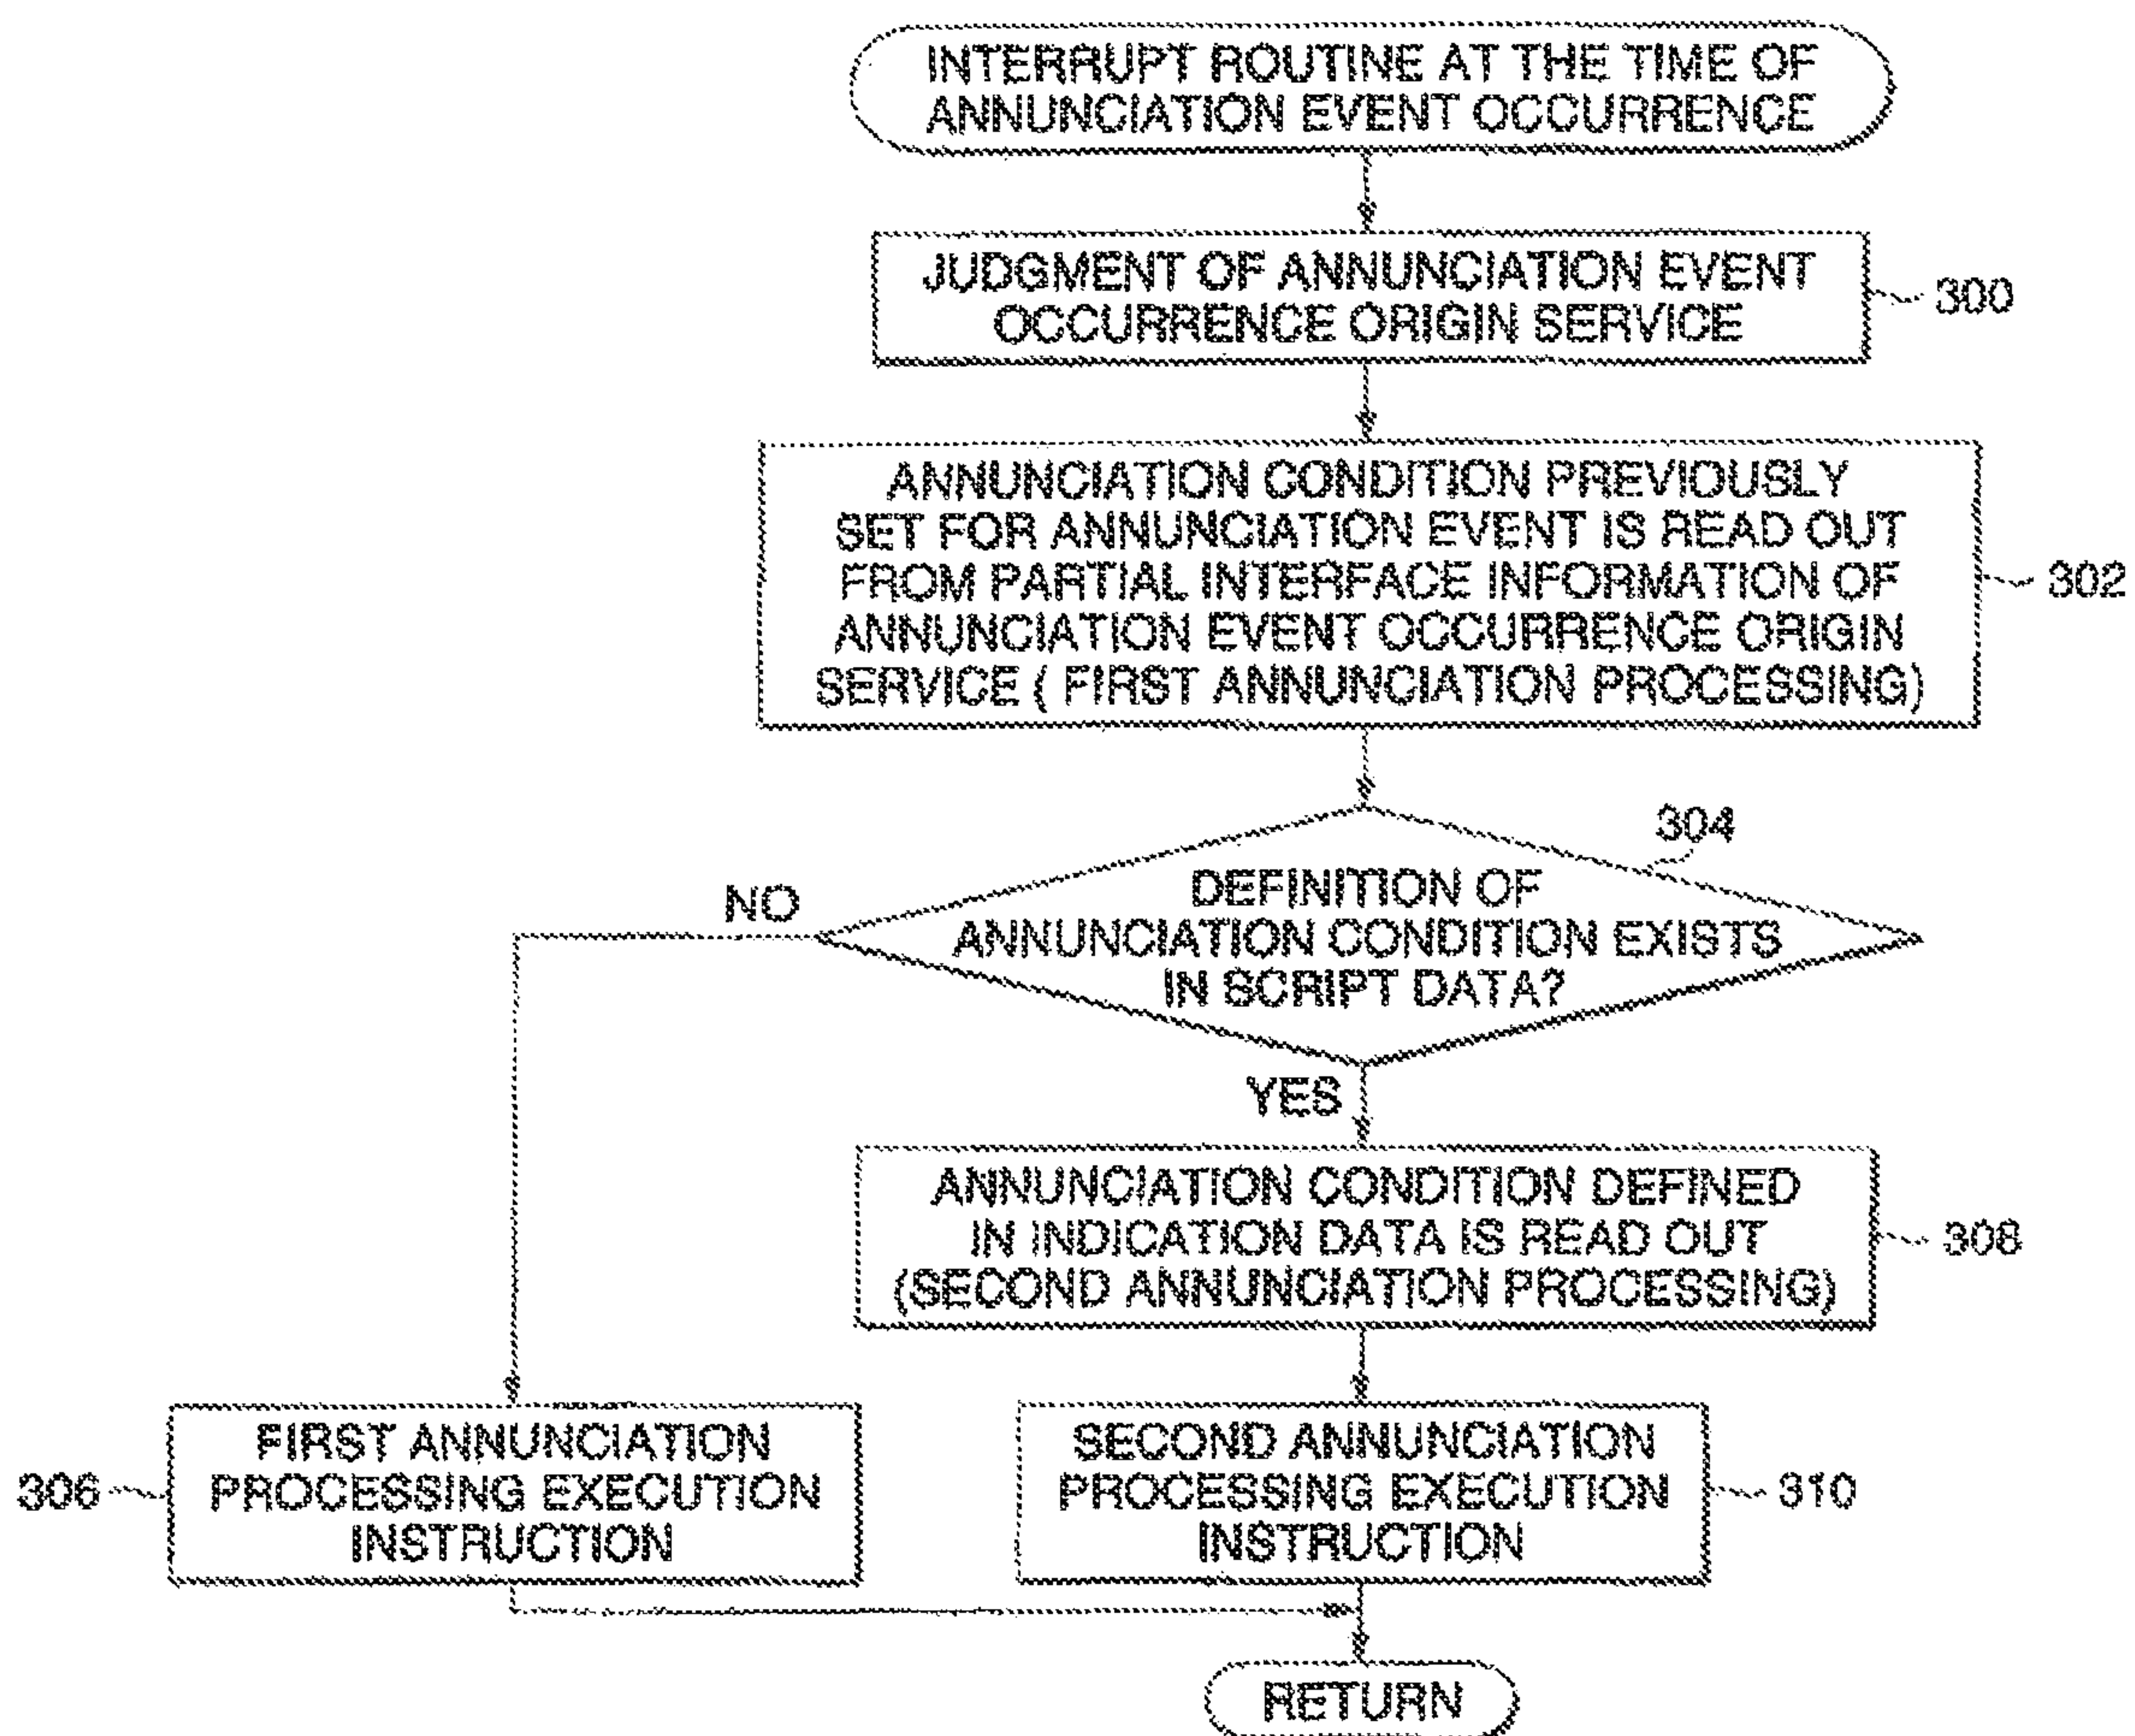 INTERRUPT ROUTINE AT THE TIME OF
ANNUNCIATION EVENT OCCURRENCE
JUDGMENT OF ANNUNCIATION EVENT
OCCURRENCE ORIGIN SERVICE
300
ANNUNCIATION CONDITION PREVIOUSLY
SET FOR ANNUNCIATION EVENT IS READ OUT
FROM PARTIAL INTERFACE INFORMATION OF
ANNUNCIATION EVENT OCCURRENCE ORIGIN
SERVICE ( FIRST ANNUNCIATION PROCESSING)
302
304
DEFINITION OF
ANNUNCIATION CONDITION EXISTS
IN SCRIPT DATA?
NO
YES
ANNUNCIATION CONDITION DEFINED
IN INDICATION DATA IS READ OUT
(SECOND ANNUNCIATION PROCESSING)
308
306
FIRST ANNUNCIATION
PROCESSING EXECUTION
INSTRUCTION
SECOND ANNUNCIATION
PROCESSING EXECUTION
INSTRUCTION
310
RETURN